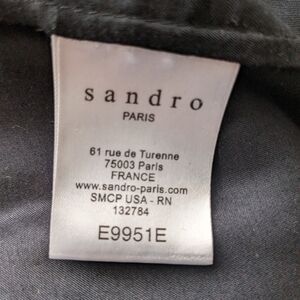 sandro
PARIS
61 rue de Turenne
75003 Paris
FRANCE
www.sandro-paris.com
SMCP USA - RN
132784
E9951E